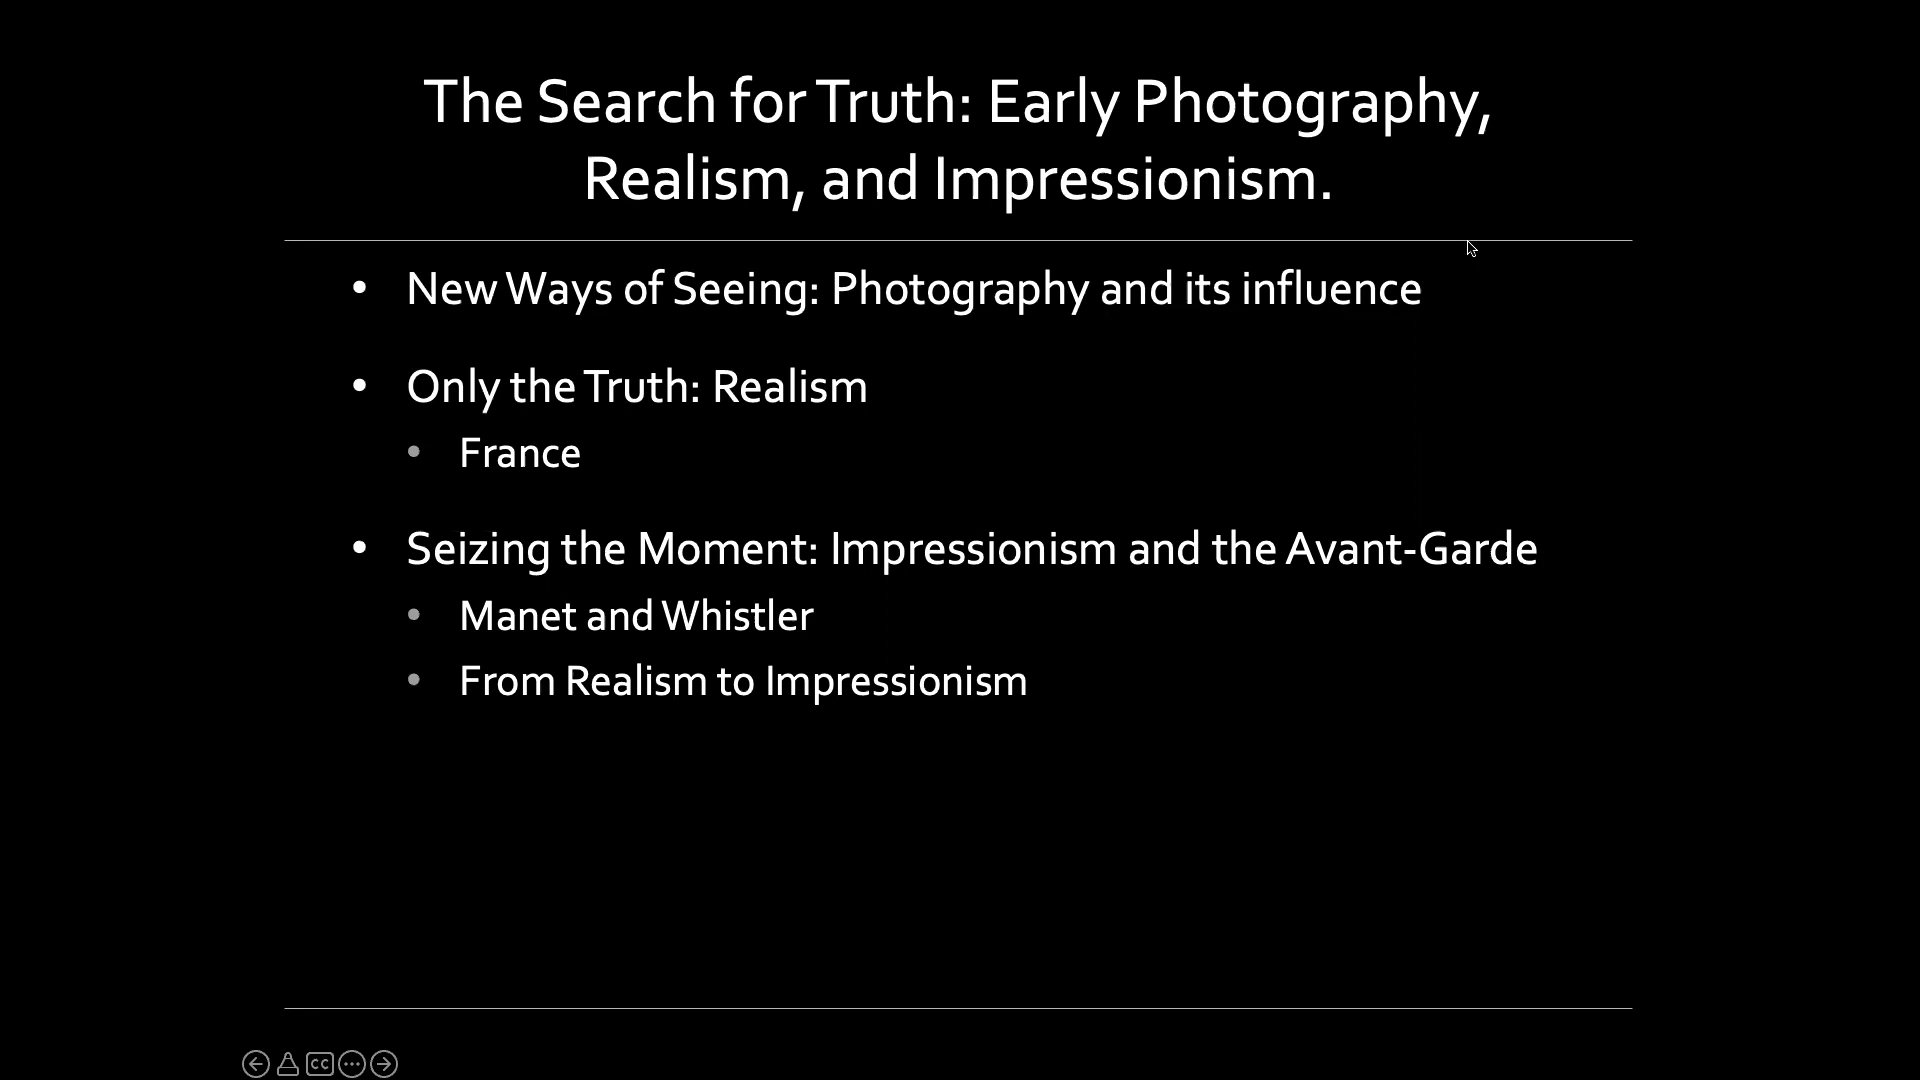 The Search for Truth: Early Photography,
Realism, and Impressionism.
• New Ways of Seeing: Photography and its influence
• Only the Truth: Realism
• France
• Seizing the Moment: Impressionism and the Avant-Garde
• Manet and Whistler
• From Realism to Impressionism
CC